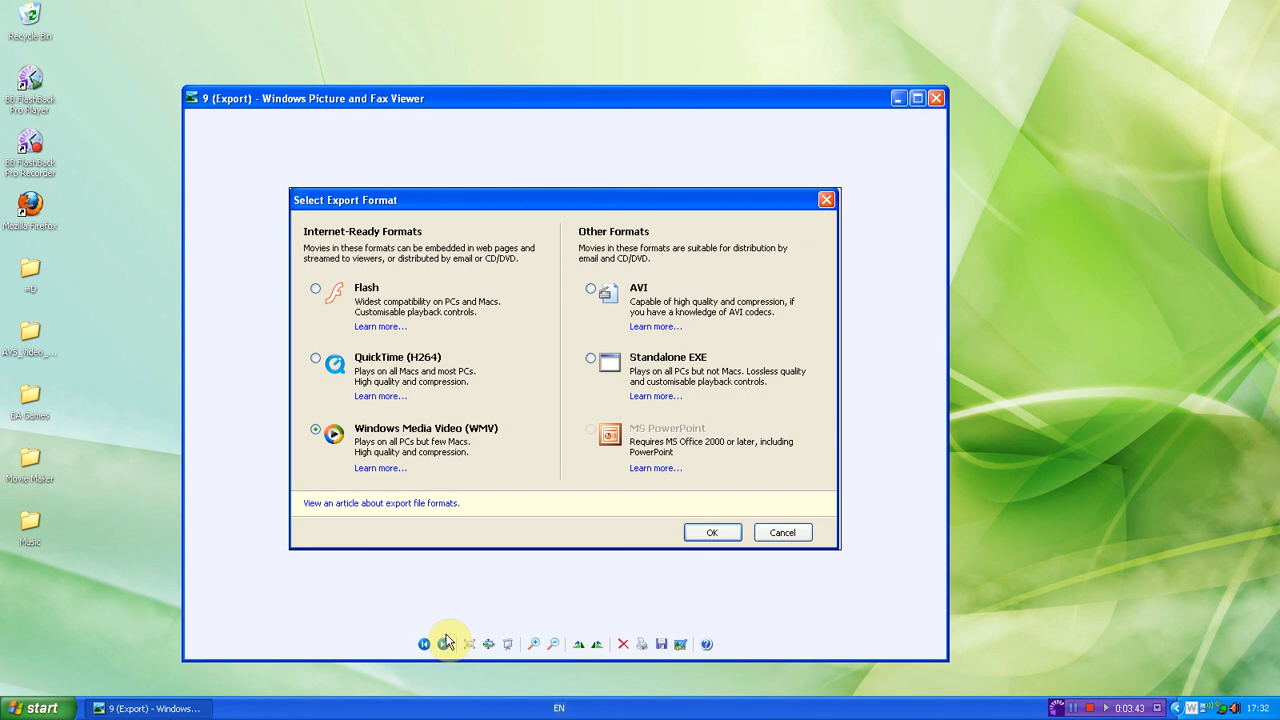 Recycle Bin
BB FlashBack
Pro Player
BB FlashBack
Pro Recorder
Mozilla Firefox
=D
AVS_Video_...
EA Games
Movie Maker
Music
9 (Export) - Windows Picture and Fax Viewer
Select Export Format
Internet-Ready Formats
Movies in these formats can be embedded in web pages and
streamed to viewers, or distributed by email or CD/DVD.
Flash
Widest compatibility on PCs and Macs.
Customisable playback controls.
Learn more...
QuickTime (H264)
Plays on all Macs and most PCs.
High quality and compression.
Learn more...
Windows Media Video (WMV)
Plays on all PCs but few Macs.
High quality and compression.
Learn more...
Other Formats
Movies in these formats are suitable for distribution by
email and CD/DVD.
AVI
Capable of high quality and compression, if
you have a knowledge of AVI codecs.
Learn more...
Standalone EXE
Plays on all PCs but not Macs. Lossless quality
and customisable playback controls.
Learn more...
MS PowerPoint
Requires MS Office 2000 or later, including
PowerPoint
Learn more...
View an article about export file formats.
OK
Cancel
start
9 (Export) - Windows...
EN
0:03:43
W
17:32